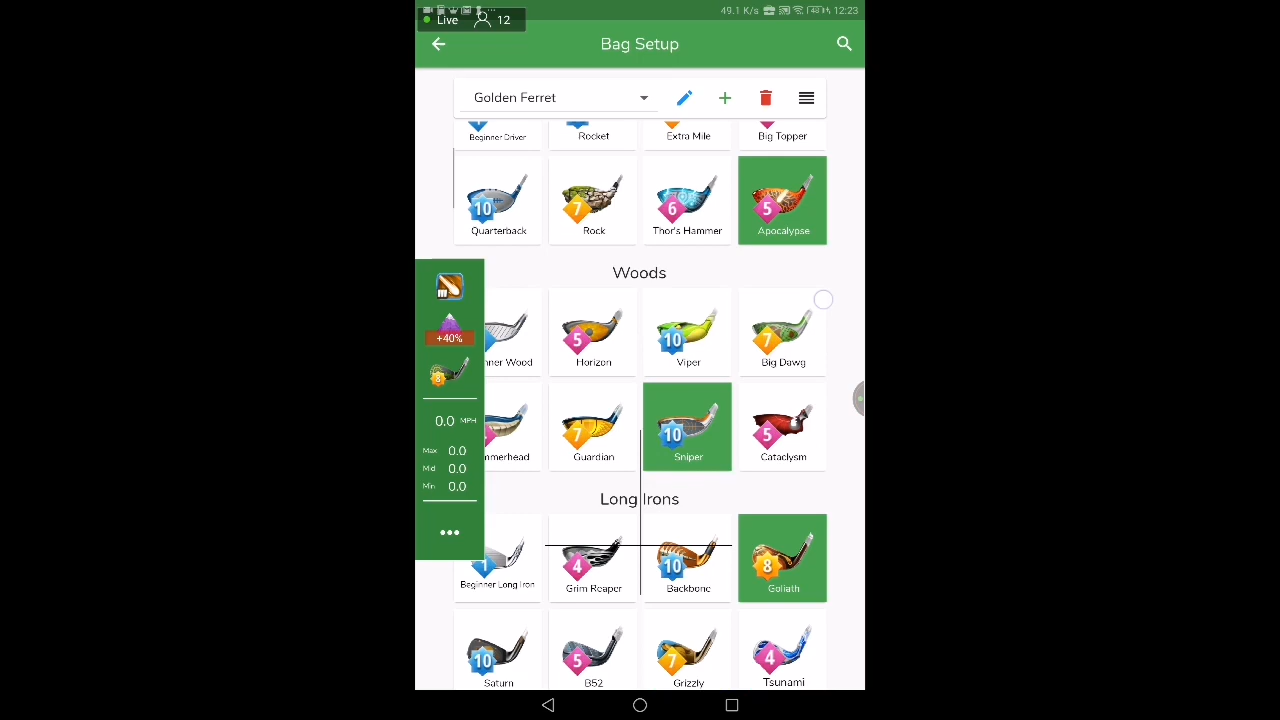 Live 12
49.1 K/s 12:23
Bag Setup
Golden Ferret
Beginner Driver Rocket Extra Mile Big Topper
10 7 6 5
Quarterback Rock Thor's Hammer Apocalypse
Woods
+40%
5 10 7
nner Wood Horizon Viper Big Dawg
8
0.0 MPH
7 10 5
mmerhead Guardian Sniper Cataclysm
Max 0.0
Mid 0.0
Min 0.0
Long Irons
1 4 10 8
Beginner Long Iron Grim Reaper Backbone Goliath
10 5 7 4
Saturn B52 Grizzly Tsunami